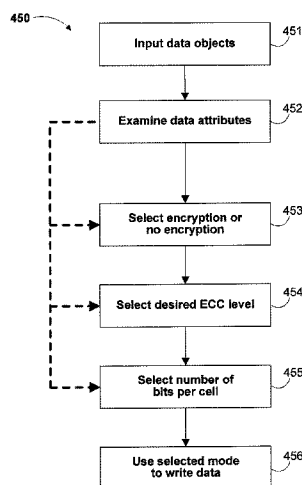 450
451
Input data objects
452
Examine data attributes
453
Select encryption or
no encryption
454
Select desired ECC level
455
Select number of
bits per cell
456
Use selected mode
to write data